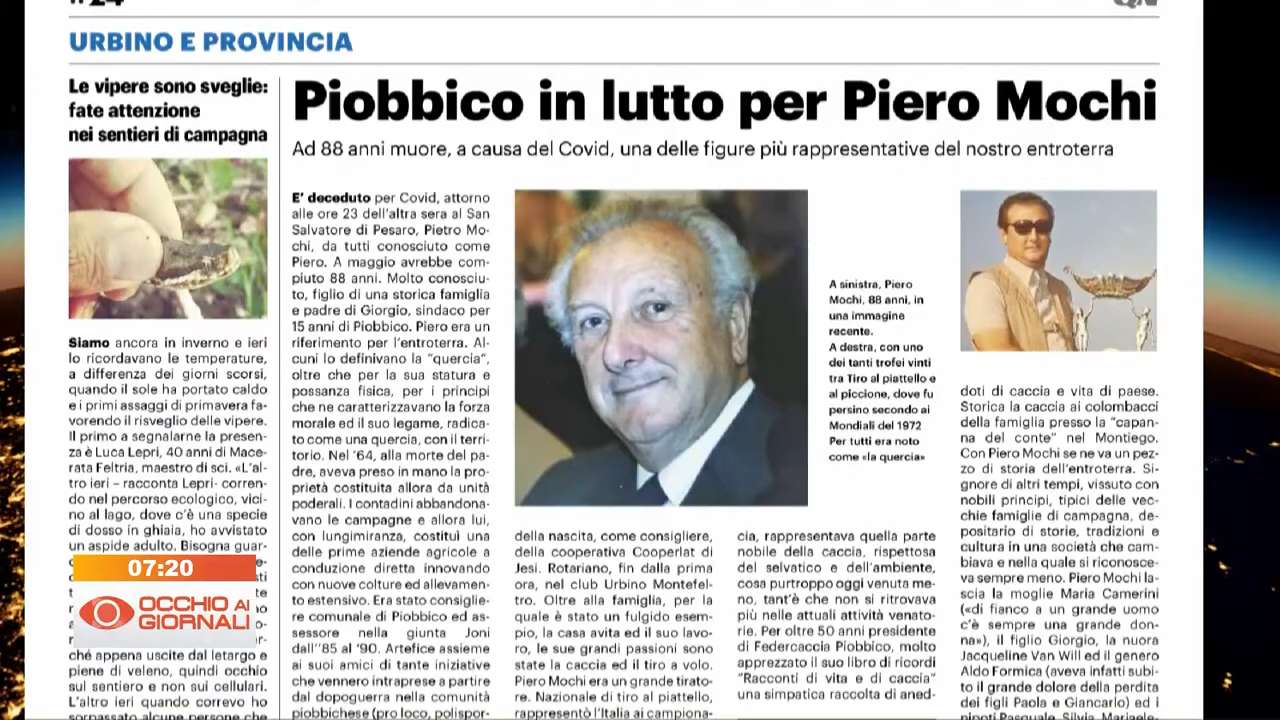 URBINO E PROVINCIA
Le vipere sono sveglie:
fate attenzione
nei sentieri di campagna
Siamo ancora in inverno e ieri
lo ricordavano le temperature,
a differenza dei giorni scorsi,
quando il sole ha portato caldo
e i primi assaggi di primavera fa-
vorendo il risveglio delle vipere.
Il primo a segnalarne la presen-
za è Luca Lepri, 40 anni di Mace-
rata Feltria, maestro di sci. «L'al-
tro ieri – racconta Lepri- corren-
do nel percorso ecologico, vici-
no al lago, dove c'è una specie
di dosso in ghiaia, ho avvistato
un aspide adulto. Bisogna guar-
ché appena uscite dal letargo e
piene di veleno, quindi occhio
sul sentiero e non sui cellulari.
L'altro ieri quando correvo ho
sorpassato alcune persone che
Piobbico in lutto per Piero Mochi
Ad 88 anni muore, a causa del Covid, una delle figure più rappresentative del nostro entroterra
E' deceduto per Covid, attorno
alle ore 23 dell'altra sera al San
Salvatore di Pesaro, Pietro Mo-
chi, da tutti conosciuto come
Piero. A maggio avrebbe com-
piuto 88 anni. Molto conosciu-
to, figlio di una storica famiglia
e padre di Giorgio, sindaco per
15 anni di Piobbico. Piero era un
riferimento per l'entroterra. Al-
cuni lo definivano la "quercia",
oltre che per la sua statura e
possanza fisica, per i principi
che ne caratterizzavano la forza
morale ed il suo legame, radica-
to come una quercia, con il terri-
torio. Nel '64, alla morte del pa-
dre, aveva preso in mano la pro-
prietà costituita allora da unità
poderali. I contadini abbandona-
vano le campagne e allora lui,
con lungimiranza, costituì una
delle prime aziende agricole a
conduzione diretta innovando
con nuove colture ed allevamen-
to estensivo. Era stato consiglie-
re comunale di Piobbico ed as-
sessore nella giunta Joni
dall''85 al '90. Artefice assieme
ai suoi amici di tante iniziative
che vennero intraprese a partire
dal dopoguerra nella comunità
piobbichese (pro loco, polispor-
della nascita, come consigliere,
della cooperativa Cooperlat di
Jesi. Rotariano, fin dalla prima
ora, nel club Urbino Montefel-
tro. Oltre alla famiglia, per la
quale è stato un fulgido esem-
pio, la casa avita ed il suo lavo-
ro, le sue grandi passioni sono
state la caccia ed il tiro a volo.
Piero Mochi era un grande tirato-
re. Nazionale di tiro al piattello,
rappresentò l'Italia ai campiona-
A sinistra, Piero
Mochi, 88 anni, in
una immagine
recente.
A destra, con uno
dei tanti trofei vinti
tra Tiro al piattello e
al piccione, dove fu
persino secondo ai
Mondiali del 1972
Per tutti era noto
come «la quercia»
cia, rappresentava quella parte
nobile della caccia, rispettosa
del selvatico e dell'ambiente,
cosa purtroppo oggi venuta me-
no, tant'è che non si ritrovava
più nelle attuali attività venato-
rie. Per oltre 50 anni presidente
di Federcaccia Piobbico, molto
apprezzato il suo libro di ricordi
"Racconti di vita e di caccia"
una simpatica raccolta di aned-
doti di caccia e vita di paese.
Storica la caccia ai colombacci
della famiglia presso la "capan-
na del conte" nel Montiego.
Con Piero Mochi se ne va un pez-
zo di storia dell'entroterra. Si-
gnore di altri tempi, vissuto con
nobili principi, tipici delle vec-
chie famiglie di campagna, de-
positario di storie, tradizioni e
cultura in una società che cam-
biava e nella quale si riconosce-
va sempre meno. Piero Mochi la-
scia la moglie Maria Camerini
(«di fianco a un grande uomo
c'è sempre una grande don-
na»), il figlio Giorgio, la nuora
Jacqueline Van Will ed il genero
Aldo Formica (aveva infatti subi-
to il grande dolore della perdita
dei figli Paola e Giancarlo) ed i
nipoti Pasquale, Silvia
07:20
OCCHIO AI
GIORNALI